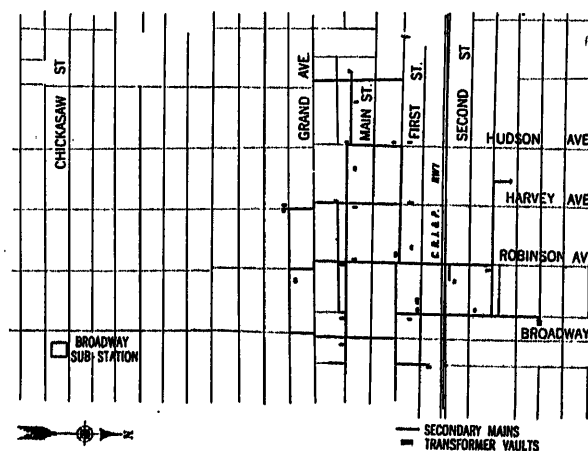 CHICKASAW ST
GRAND AVE.
MAIN ST.
FIRST ST.
C. R. I. & P. RWY
SECOND ST
HUDSON AVE
HARVEY AVE
ROBINSON AV
BROADWAY
BROADWAY
SUB-STATION
N
SECONDARY MAINS
TRANSFORMER VAULTS